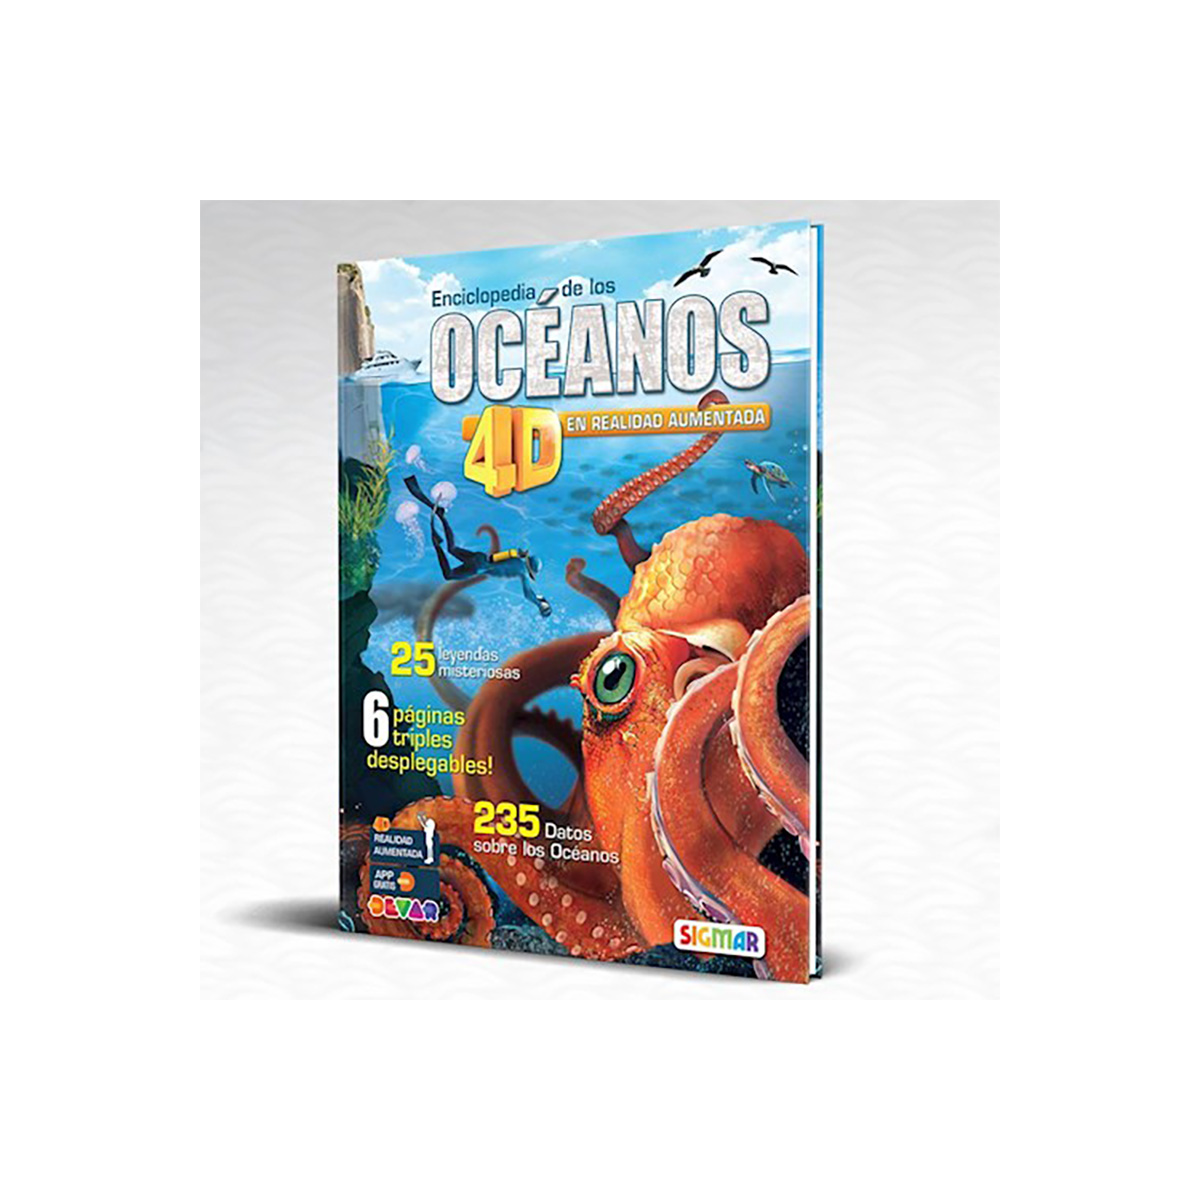 Enciclopedia de los
OCÉANOS
4D EN REALIDAD AUMENTADA
25 leyendas
misteriosas
6 páginas
triples
desplegables!
235 Datos
sobre los Océanos
4D
REALIDAD
AUMENTADA
APP
GRATIS
DEVAR
SIGMAR